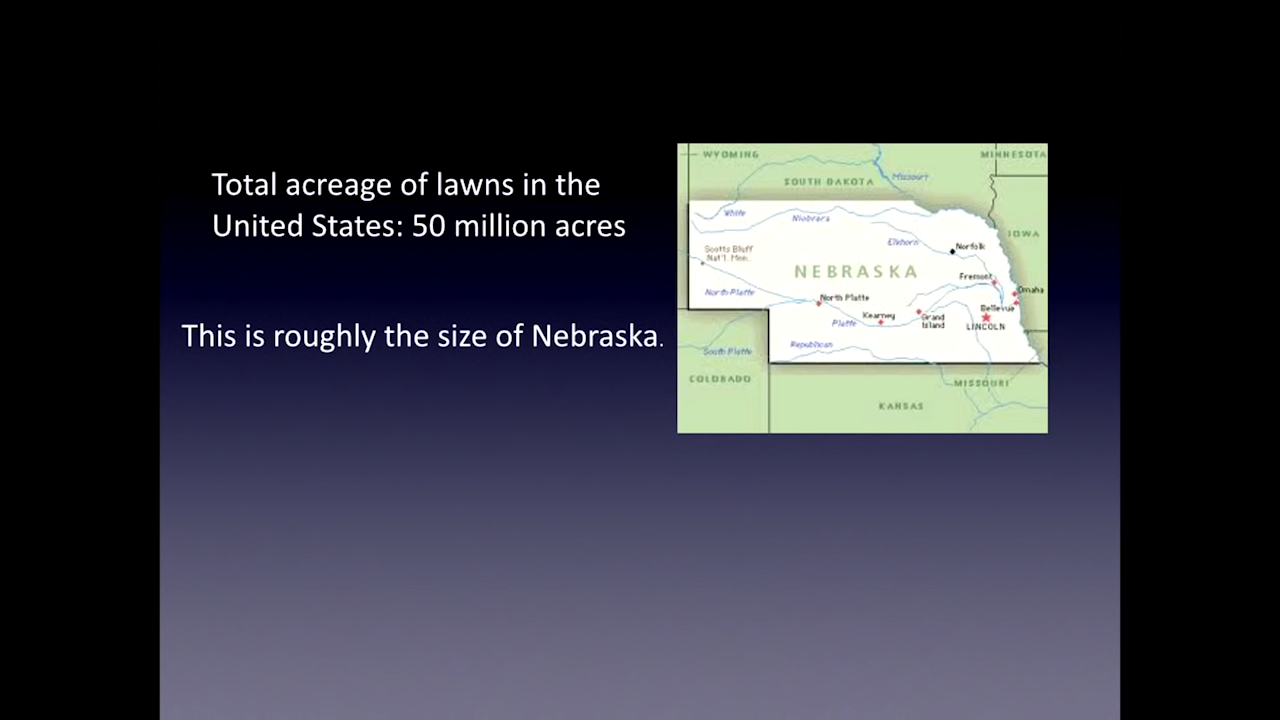 Total acreage of lawns in the
United States: 50 million acres
This is roughly the size of Nebraska.
WYOMING
MINNESOTA
SOUTH DAKOTA
Missouri
White
Niobrara
IOWA
Elkhorn
Norfolk
Scotts Bluff
Nat'l. Mon.
NEBRASKA
Fremont
North Platte
North Platte
Omaha
Bellevue
Kearney
Grand
Island
Platte
LINCOLN
Republican
South Platte
COLORADO
MISSOURI
KANSAS